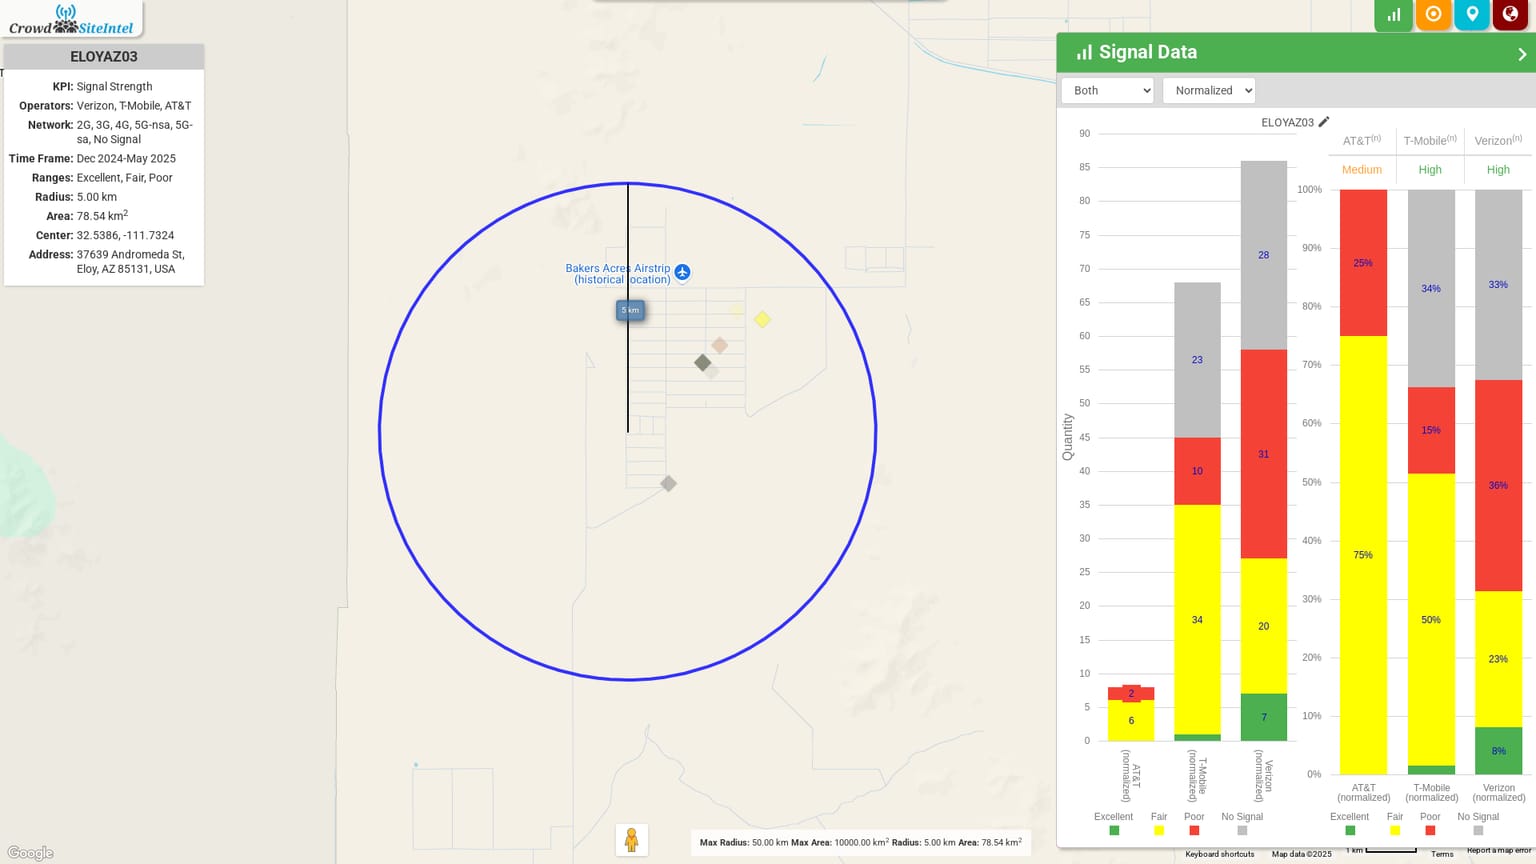 Crowd SiteIntel
ELOYAZ03
KPI: Signal Strength
Operators: Verizon, T-Mobile, AT&T
Network: 2G, 3G, 4G, 5G-nsa, 5G-
sa, No Signal
Time Frame: Dec 2024-May 2025
Ranges: Excellent, Fair, Poor
Radius: 5.00 km
Area: 78.54 km²
Center: 32.5386, -111.7324
Address: 37639 Andromeda St,
Eloy, AZ 85131, USA
Bakers Acres Airstrip
(historical location)
5 km
Google
Max Radius: 50.00 km Max Area: 10000.00 km² Radius: 5.00 km Area: 78.54 km²
Signal Data
Both
Normalized
ELOYAZ03
Quantity
90
85
80
75
70
65
60
55
50
45
40
35
30
25
20
15
10
5
0
2
6
23
10
34
28
31
20
7
AT&T
(normalized)
T-Mobile
(normalized)
Verizon
(normalized)
Excellent Fair Poor No Signal
AT&T(n) T-Mobile(n) Verizon(n)
Medium High High
100%
90%
80%
70%
60%
50%
40%
30%
20%
10%
0%
25%
75%
34%
15%
50%
33%
36%
23%
8%
AT&T
(normalized)
T-Mobile
(normalized)
Verizon
(normalized)
Excellent Fair Poor No Signal
Keyboard shortcuts Map data ©2025 1 km Terms Report a map error